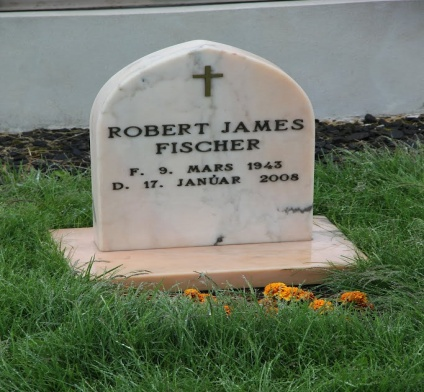 ROBERT JAMES
FISCHER
F. 9. MARS 1943
D. 17. JANÚAR 2008